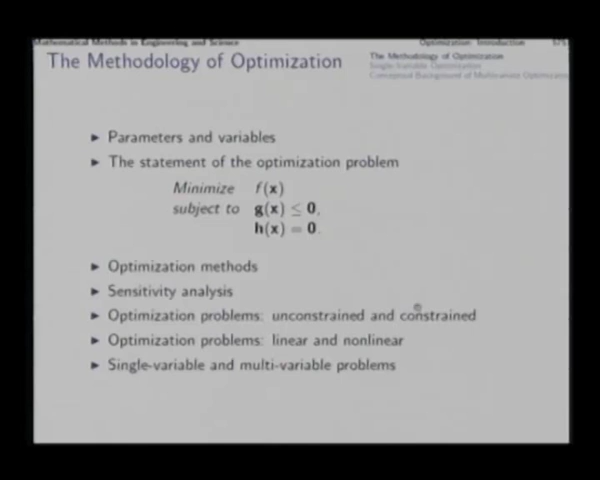 Mathematical Methods in Engineering and Science
Optimization: Introduction
The Methodology of Optimization
The Methodology of Optimization
Single-Variable Optimization
Conceptual Background of Multivariate Optimization
► Parameters and variables
► The statement of the optimization problem
Minimize f(x)
subject to g(x) ≤ 0,
h(x) = 0.
► Optimization methods
► Sensitivity analysis
► Optimization problems: unconstrained and constrained
► Optimization problems: linear and nonlinear
► Single-variable and multi-variable problems